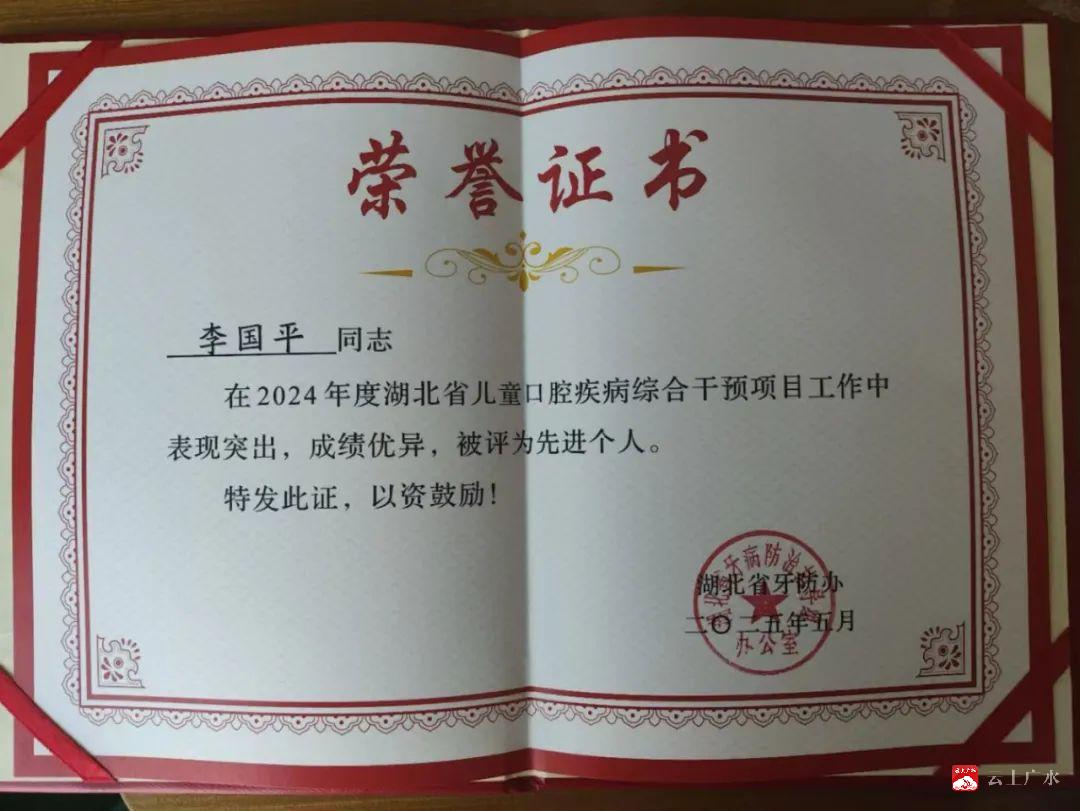 荣誉证书
李国平 同志
在2024年度湖北省儿童口腔疾病综合干预项目工作中
表现突出，成绩优异，被评为先进个人。
特发此证，以资鼓励！
湖北省牙防办
二〇二五年五月
办公室
云上广水